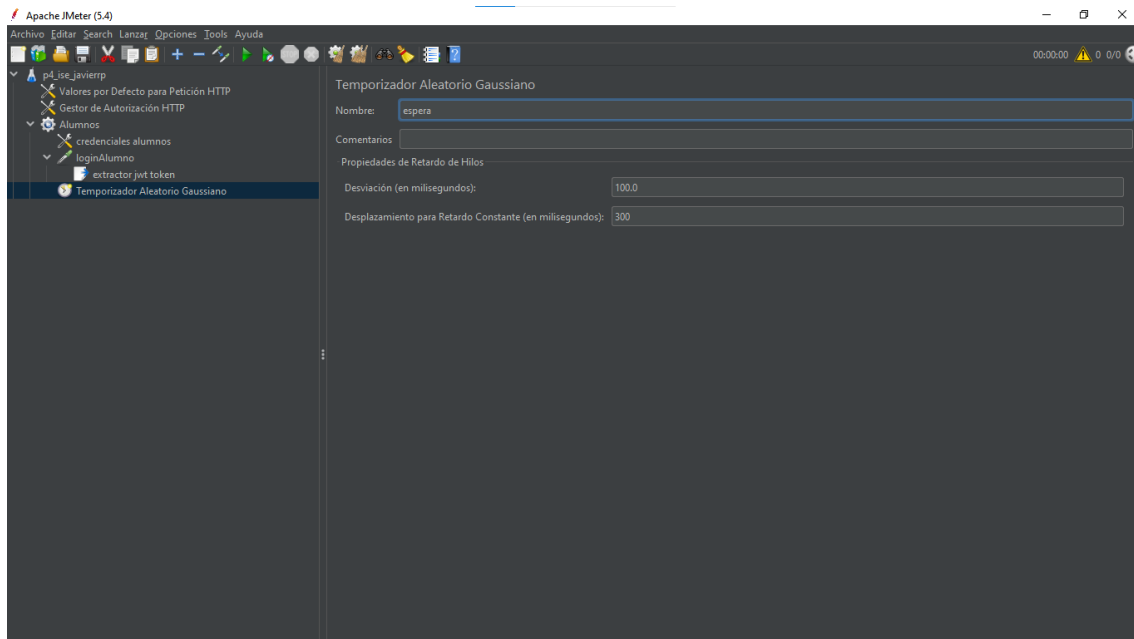 Apache JMeter (5.4)
Archivo Editar Search Lanzar Opciones Tools Ayuda
00:00:00 0 0/0
p4_ise_javierrp
Valores por Defecto para Petición HTTP
Gestor de Autorización HTTP
Alumnos
credenciales alumnos
loginAlumno
extractor jwt token
Temporizador Aleatorio Gaussiano
Temporizador Aleatorio Gaussiano
Nombre: espera
Comentarios
Propiedades de Retardo de Hilos
Desviación (en milisegundos): 100.0
Desplazamiento para Retardo Constante (en milisegundos): 300